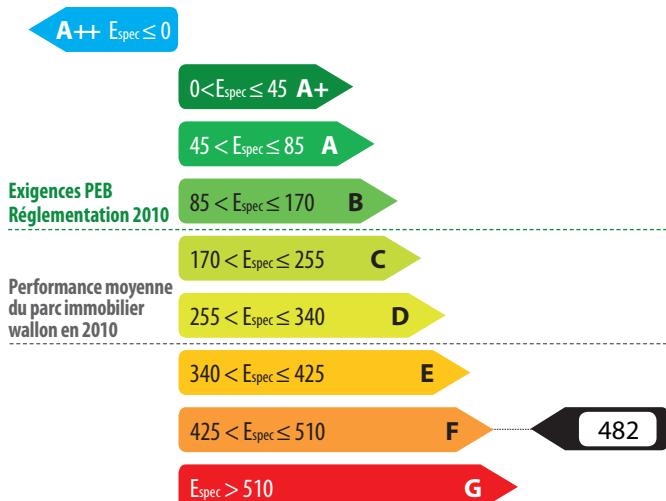 A++ Espec ≤ 0
0<Espec ≤ 45 A+
45 < Espec ≤ 85 A
Exigences PEB
Réglementation 2010
85 < Espec ≤ 170 B
170 < Espec ≤ 255 C
Performance moyenne
du parc immobilier
wallon en 2010
255 < Espec ≤ 340 D
340 < Espec ≤ 425 E
425 < Espec ≤ 510 F
482
Espec > 510 G